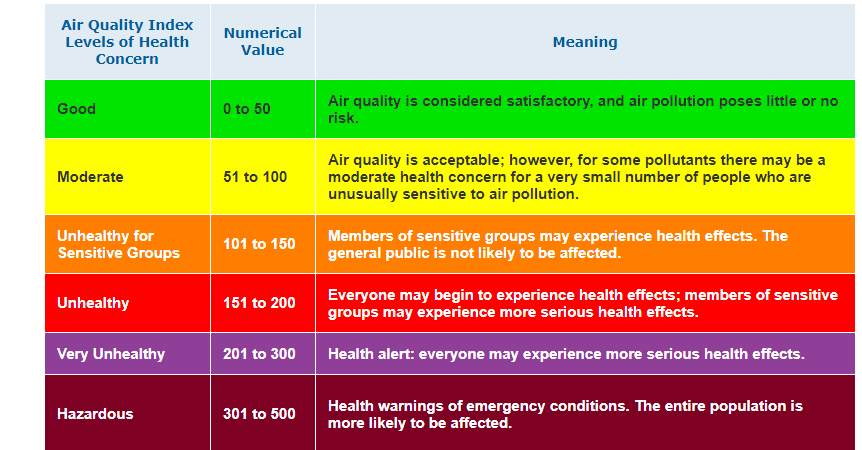 Air Quality Index
Levels of Health
Concern
Numerical
Value
Meaning
Good
0 to 50
Air quality is considered satisfactory, and air pollution poses little or no
risk.
Moderate
51 to 100
Air quality is acceptable; however, for some pollutants there may be a
moderate health concern for a very small number of people who are
unusually sensitive to air pollution.
Unhealthy for
Sensitive Groups
101 to 150
Members of sensitive groups may experience health effects. The
general public is not likely to be affected.
Unhealthy
151 to 200
Everyone may begin to experience health effects; members of sensitive
groups may experience more serious health effects.
Very Unhealthy
201 to 300
Health alert: everyone may experience more serious health effects.
Hazardous
301 to 500
Health warnings of emergency conditions. The entire population is
more likely to be affected.